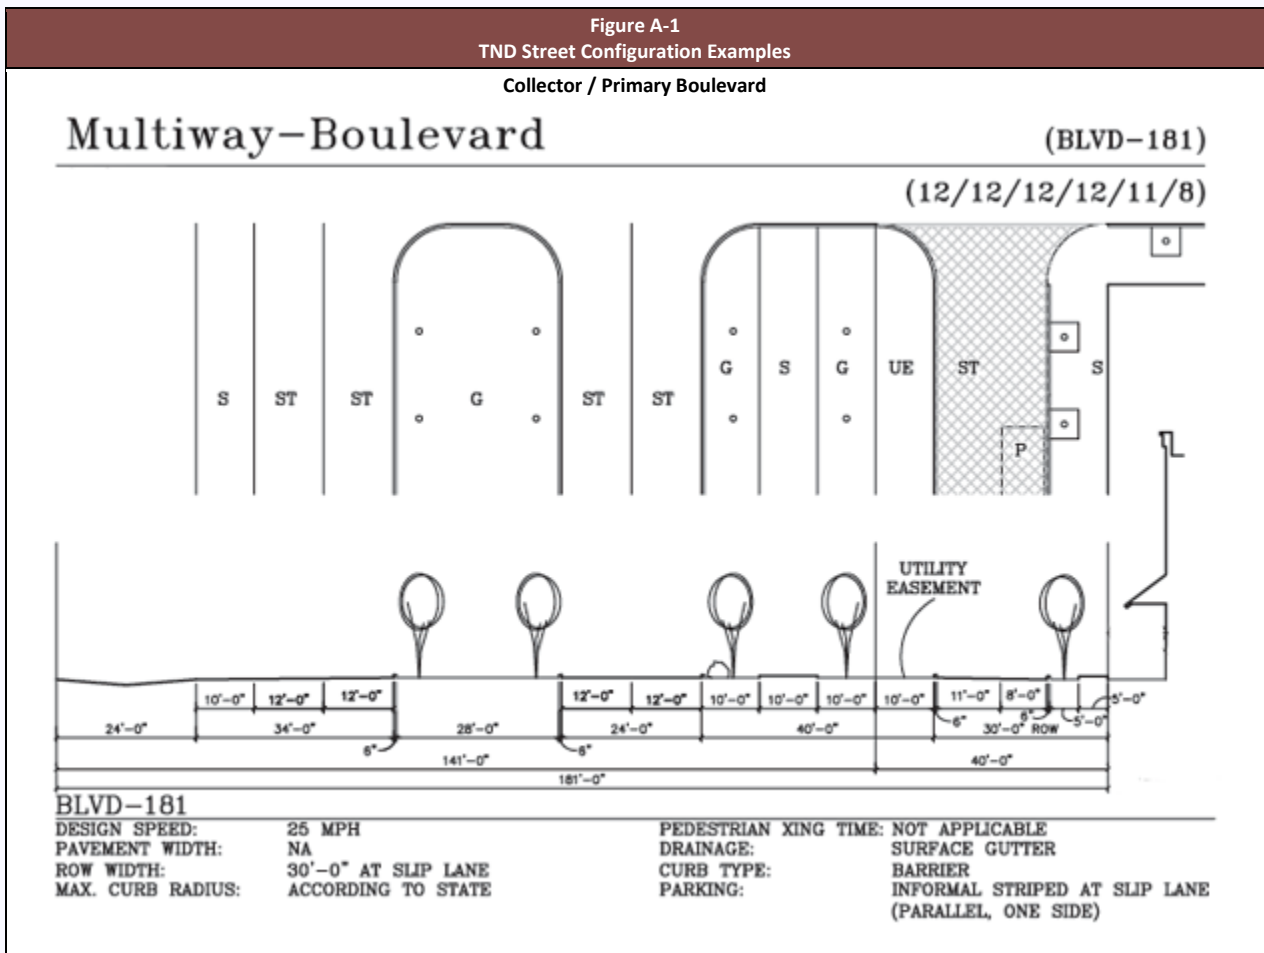 Figure A-1
TND Street Configuration Examples
Collector / Primary Boulevard
Multiway-Boulevard (BLVD-181)
(12/12/12/12/11/8)
G S G UE ST S
S ST ST G ST ST
P
UTILITY
EASEMENT
10'-0" 12'-0" 12'-0" 12'-0" 12'-0" 10'-0" 10'-0" 10'-0" 10'-0" 11'-0" 8'-0" 5'-0"
6" 6" 5'-0"
24'-0" 34'-0" 28'-0" 24'-0" 40'-0" 30'-0" ROW
6" 6"
141'-0" 40'-0"
181'-0"
BLVD-181
DESIGN SPEED: 25 MPH PEDESTRIAN XING TIME: NOT APPLICABLE
PAVEMENT WIDTH: NA DRAINAGE: SURFACE GUTTER
ROW WIDTH: 30'-0" AT SLIP LANE CURB TYPE: BARRIER
MAX. CURB RADIUS: ACCORDING TO STATE PARKING: INFORMAL STRIPED AT SLIP LANE
(PARALLEL, ONE SIDE)